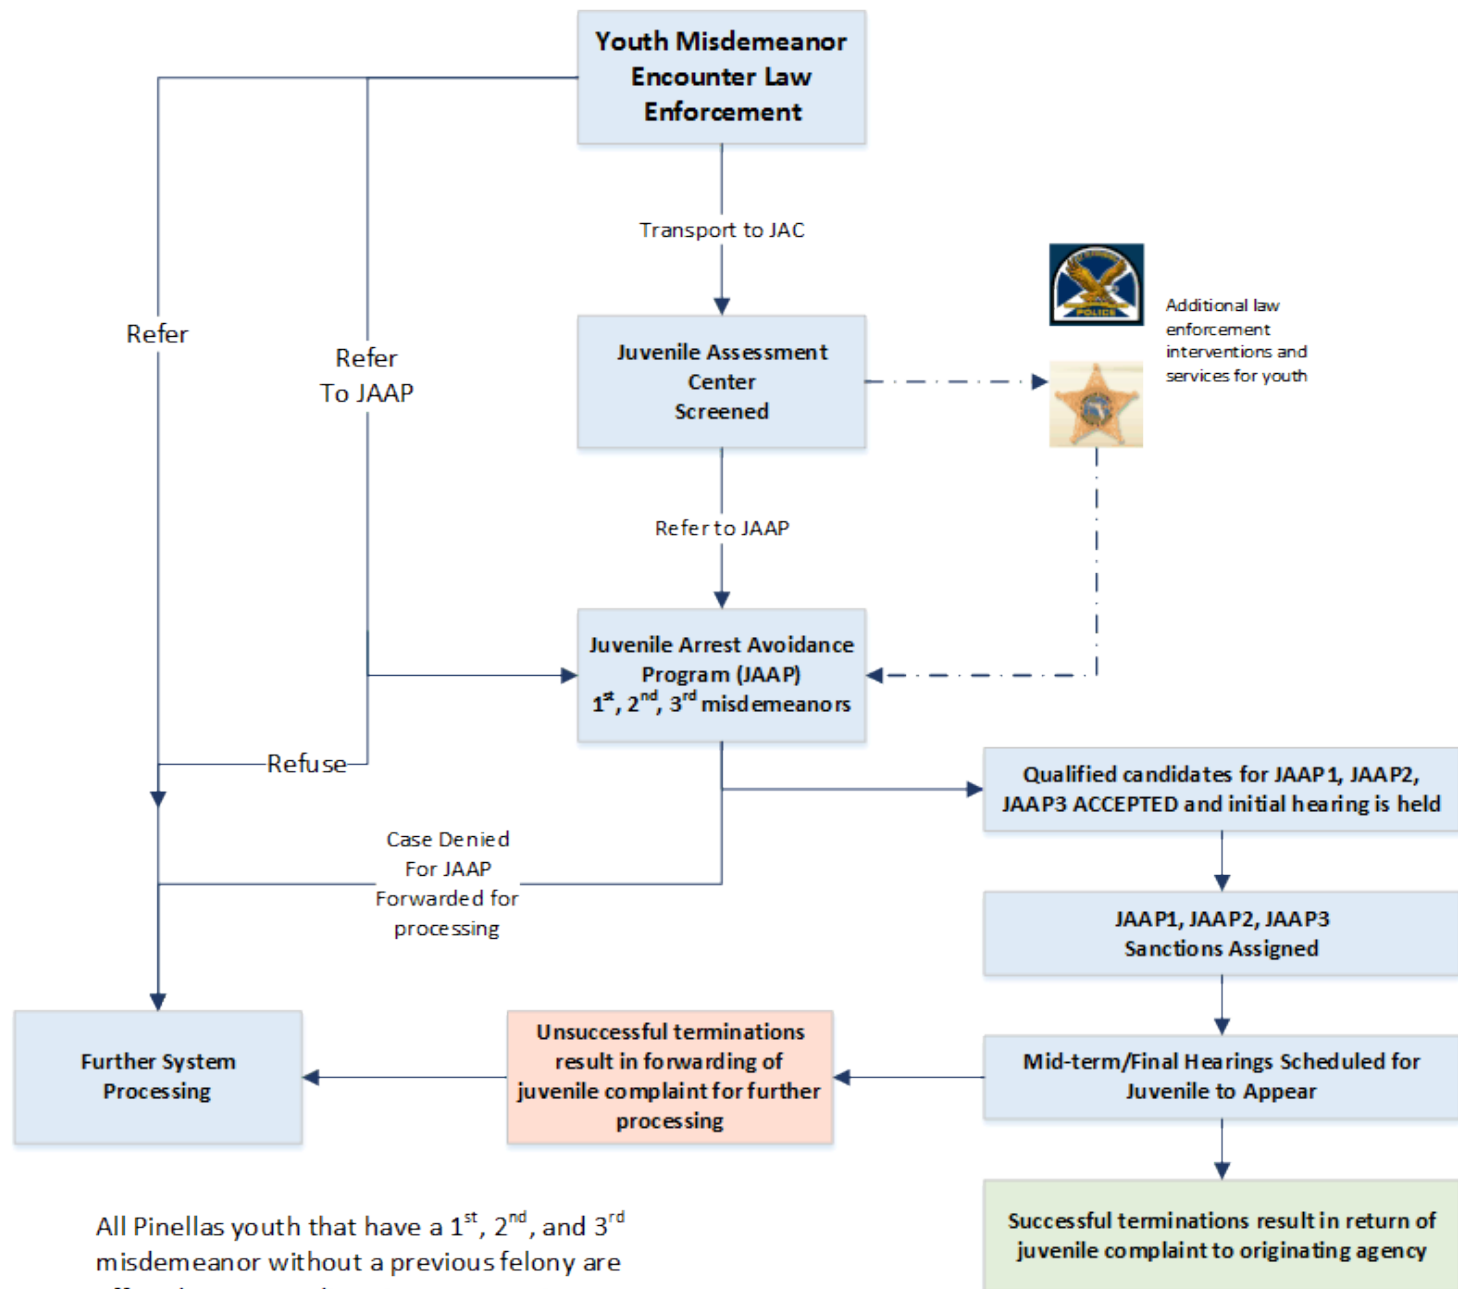 Youth Misdemeanor
Encounter Law
Enforcement
Transport to JAC
Refer
Refer
To JAAP
POLICE
Additional law
enforcement
interventions and
services for youth
Juvenile Assessment
Center
Screened
Refer to JAAP
Juvenile Arrest Avoidance
Program (JAAP)
1st, 2nd, 3rd misdemeanors
Refuse
Qualified candidates for JAAP1, JAAP2,
JAAP3 ACCEPTED and initial hearing is held
Case Denied
For JAAP
Forwarded for
processing
JAAP1, JAAP2, JAAP3
Sanctions Assigned
Further System
Processing
Unsuccessful terminations
result in forwarding of
juvenile complaint for further
processing
Mid-term/Final Hearings Scheduled for
Juvenile to Appear
Successful terminations result in return of
juvenile complaint to originating agency
All Pinellas youth that have a 1st, 2nd, and 3rd
misdemeanor without a previous felony are